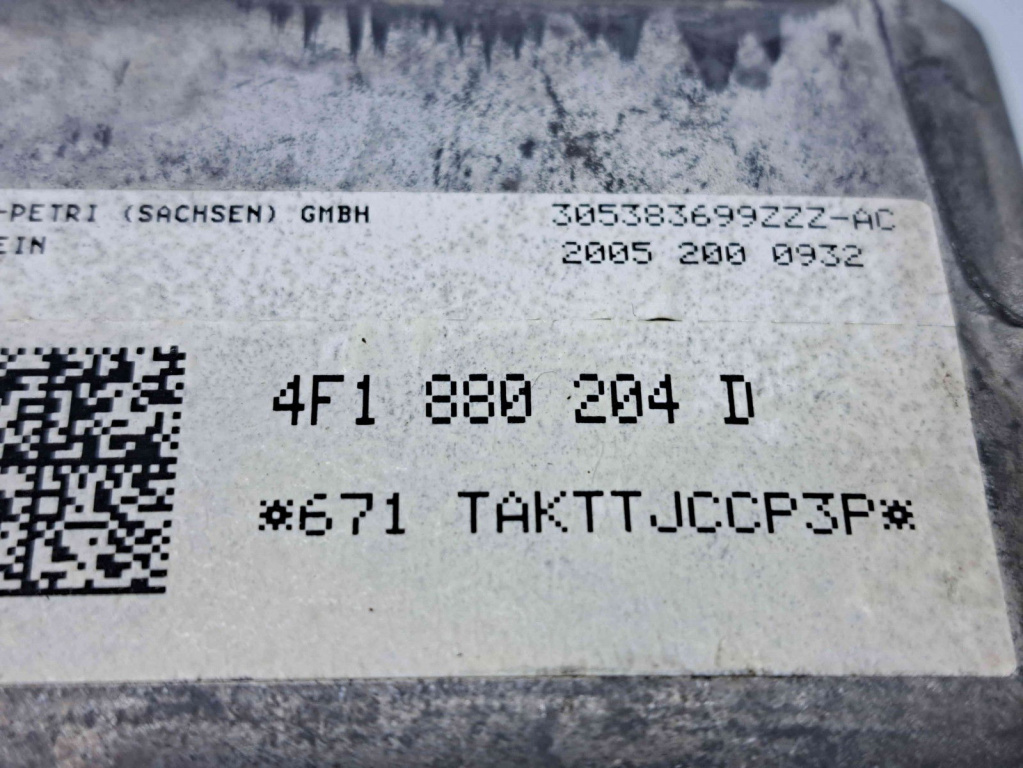 -PETRI (SACHSEN) GMBH
305383699ZZZ-AC
EIN
2005 200 0932
4F1 880 204 D
*671 TAKTTJCCP3P*